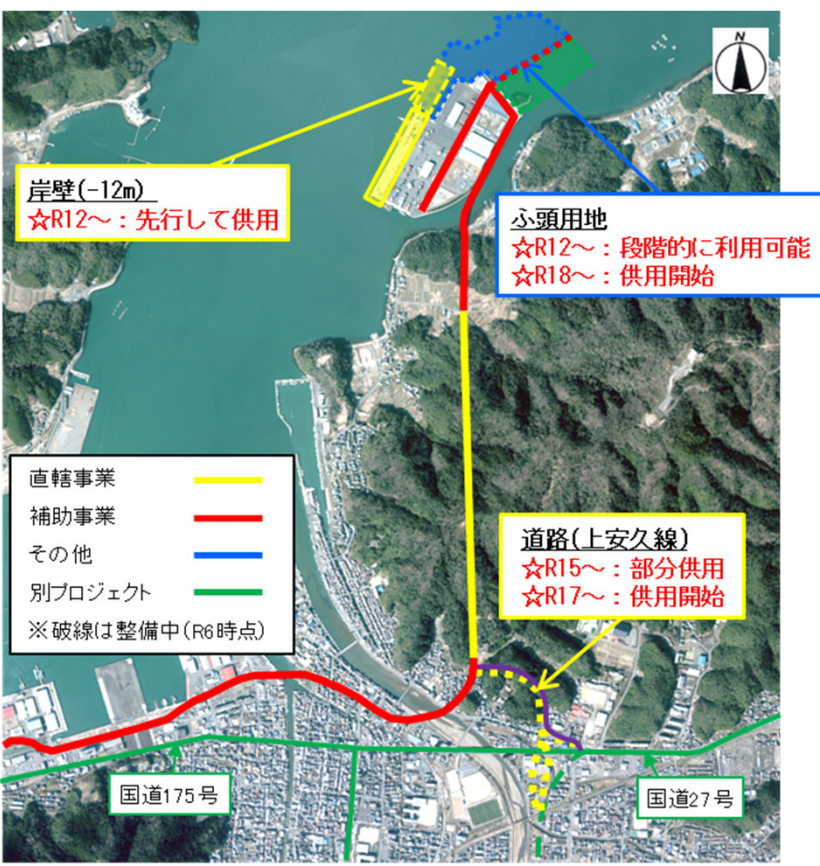 N
岸壁(-12m)
☆R12～：先行して供用
ふ頭用地
☆R12～：段階的に利用可能
☆R18～：供用開始
直轄事業
補助事業
その他
別プロジェクト
※破線は整備中(R6時点)
道路(上安久線)
☆R15～：部分供用
☆R17～：供用開始
国道175号
国道27号